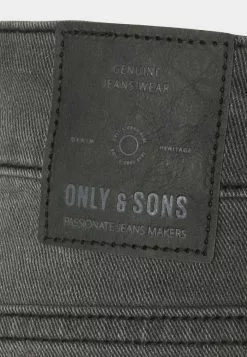 GENUINE
JEANS WEAR
DENIM
HERITAGE
ONLY & SONS
PASSIONATE JEANS MAKERS